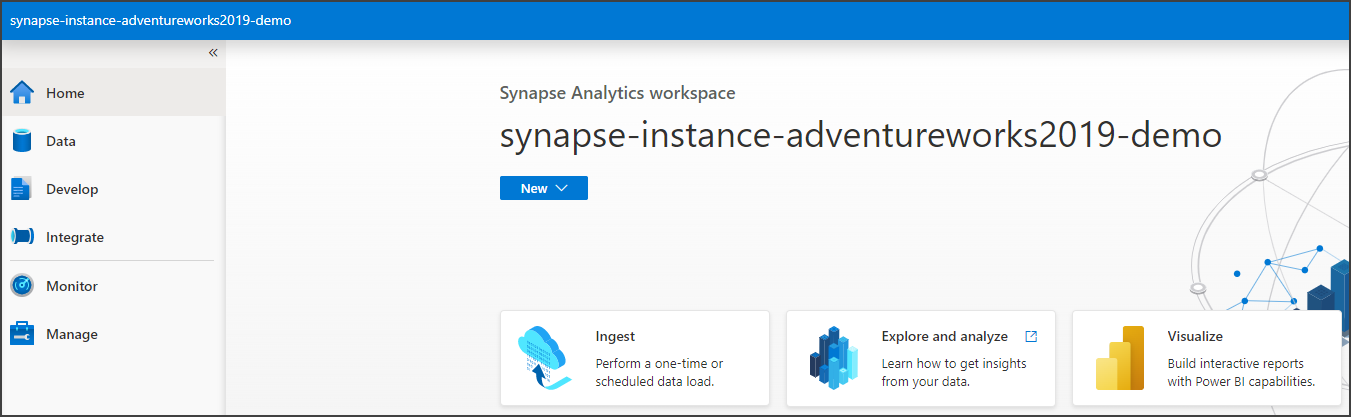 synapse-instance-adventureworks2019-demo
«
Home
Data
Develop
Integrate
Monitor
Manage
Synapse Analytics workspace
synapse-instance-adventureworks2019-demo
New
Ingest
Perform a one-time or
scheduled data load.
Explore and analyze
Learn how to get insights
from your data.
Visualize
Build interactive reports
with Power BI capabilities.